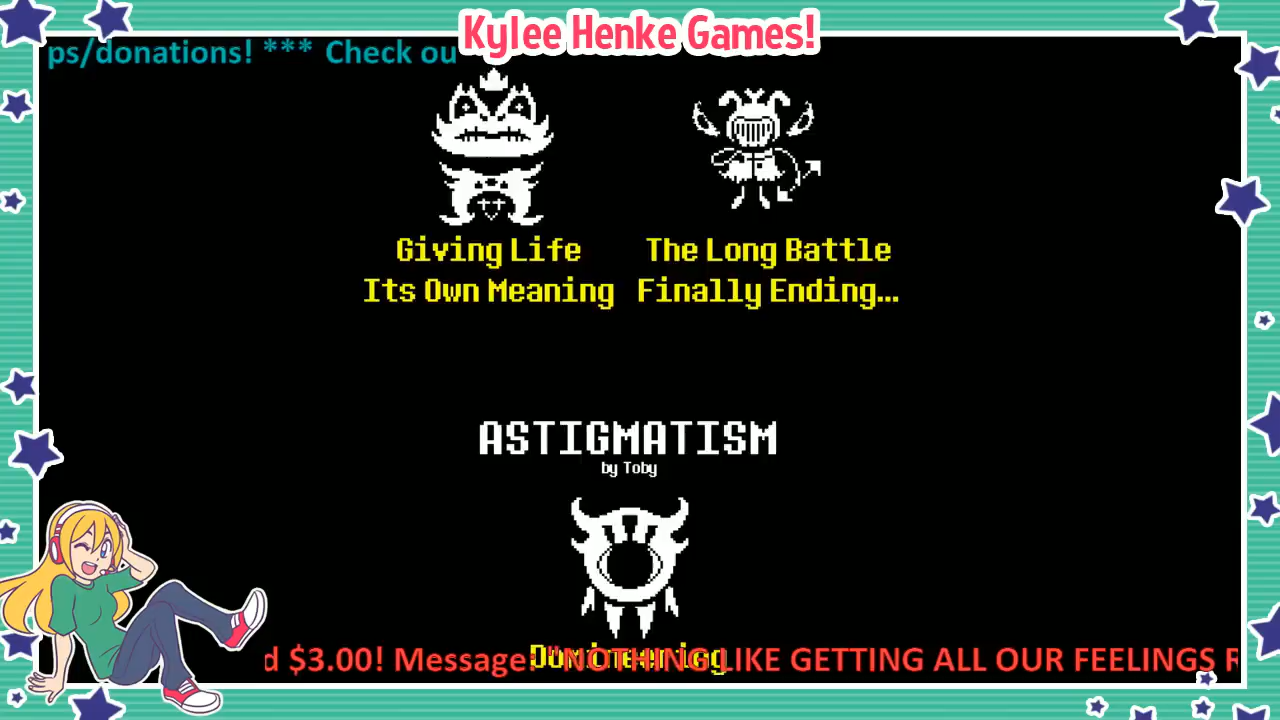 Kylee Henke Games!
ps/donations! *** Check ou
Giving Life
Its Own Meaning
The Long Battle
Finally Ending...
ASTIGMATISM
by Toby
Domineering
d $3.00! Message: "NOTHING LIKE GETTING ALL OUR FEELINGS R